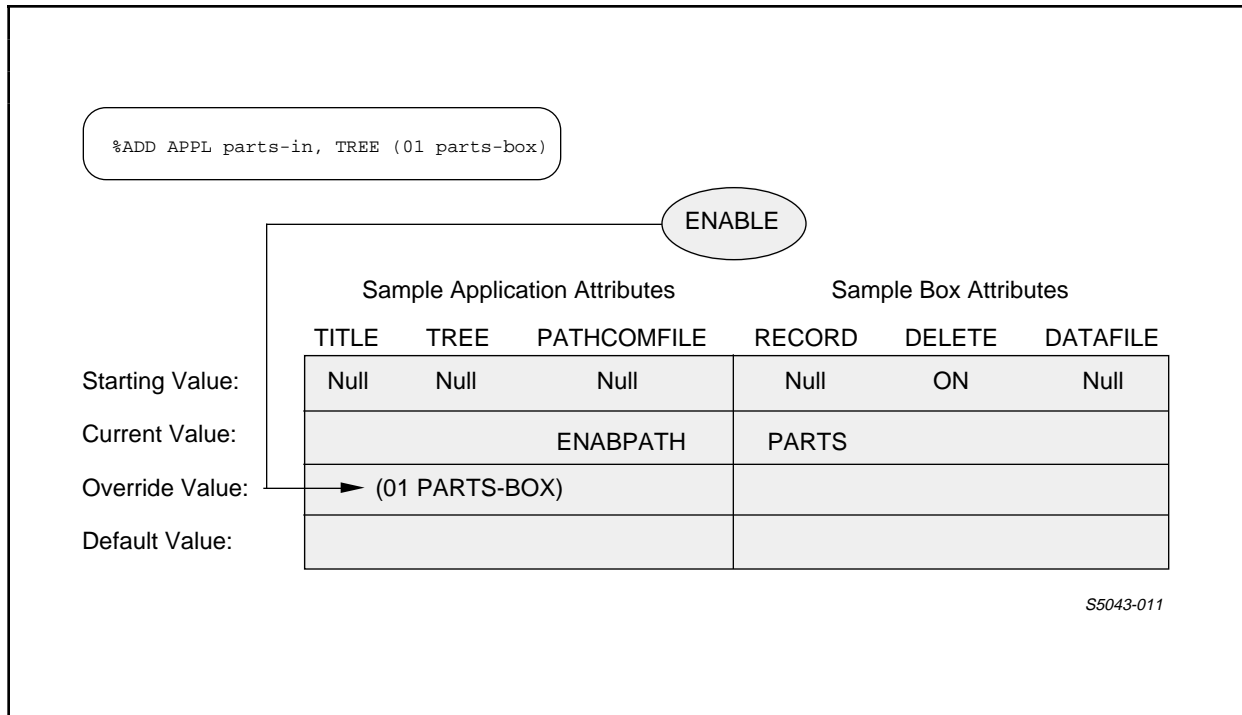 %ADD APPL parts-in, TREE (01 parts-box)
ENABLE
Sample Application Attributes Sample Box Attributes
TITLE TREE PATHCOMFILE RECORD DELETE DATAFILE
Starting Value: Null Null Null Null ON Null
Current Value: ENABPATH PARTS
Override Value: (01 PARTS-BOX)
Default Value:
S5043-011